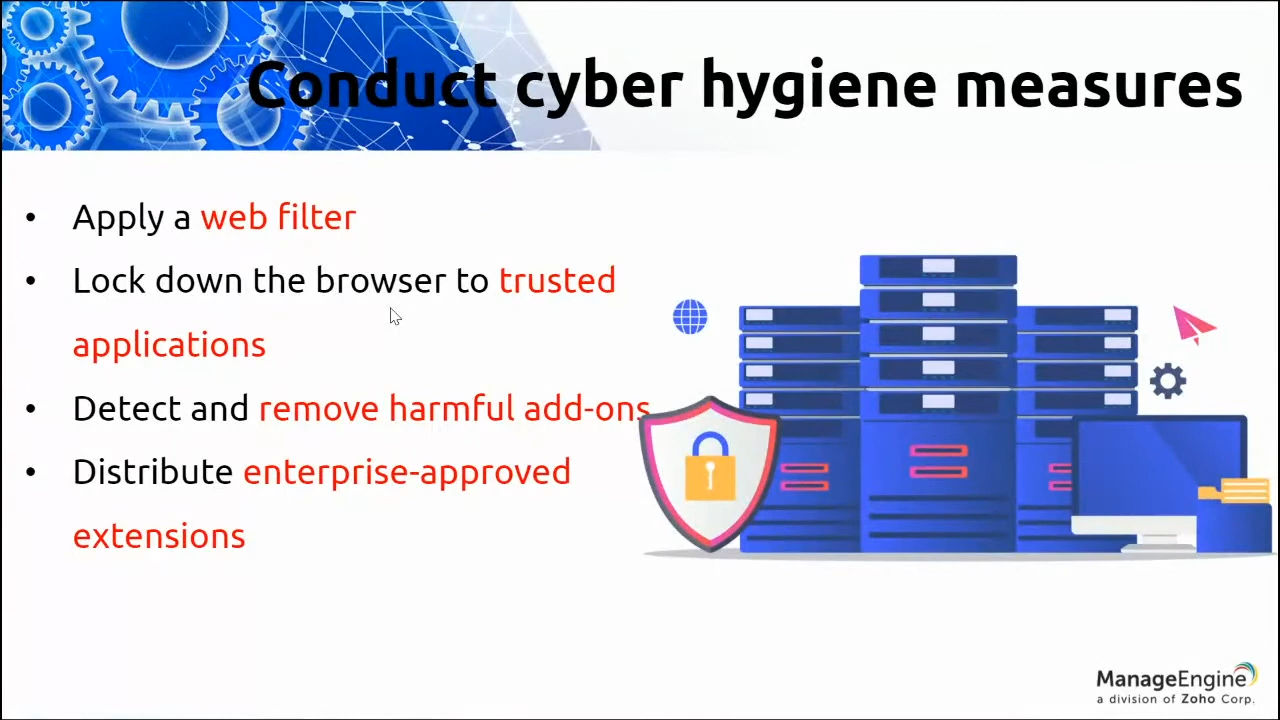 Conduct cyber hygiene measures
• Apply a web filter
• Lock down the browser to trusted
applications
• Detect and remove harmful add-ons
• Distribute enterprise-approved
extensions
ManageEngine
a division of Zoho Corp.